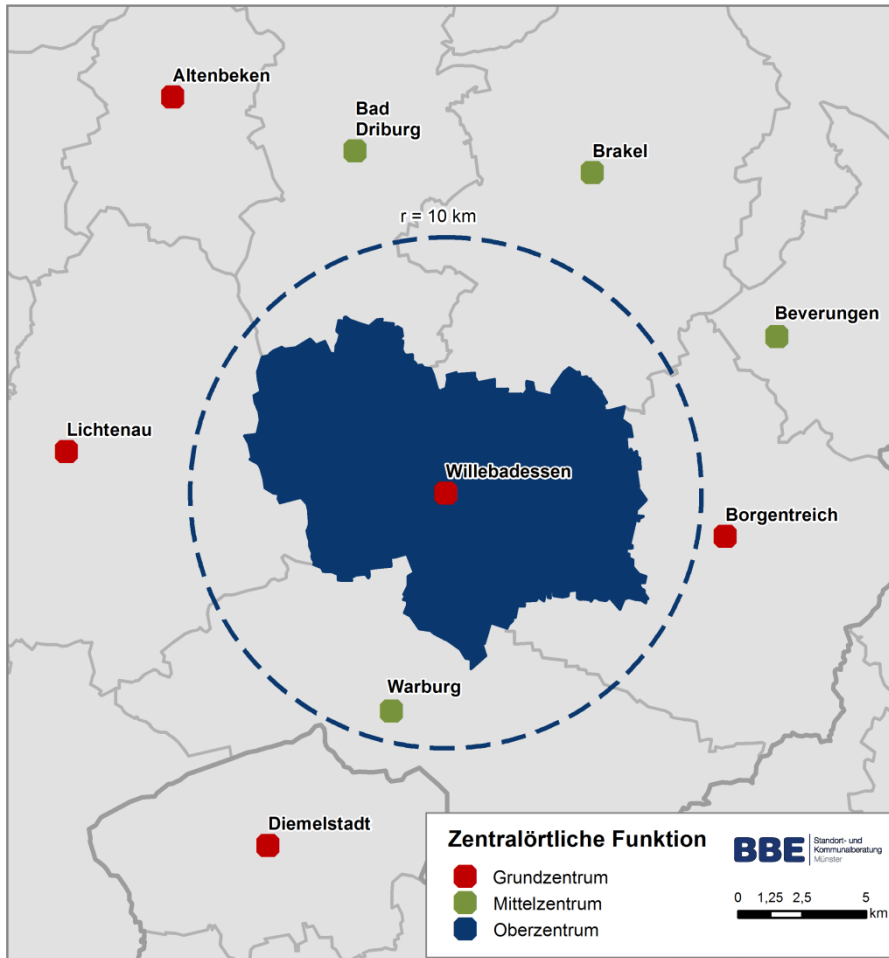 Altenbeken
Bad
Driburg
Brakel
r = 10 km
Beverungen
Lichtenau
Willebadessen
Borgentreich
Warburg
Diemelstadt
Zentralörtliche Funktion
Grundzentrum
Mittelzentrum
Oberzentrum
BBE
Standort- und
Kommunalberatung
Münster
0 1,25 2,5 5
km